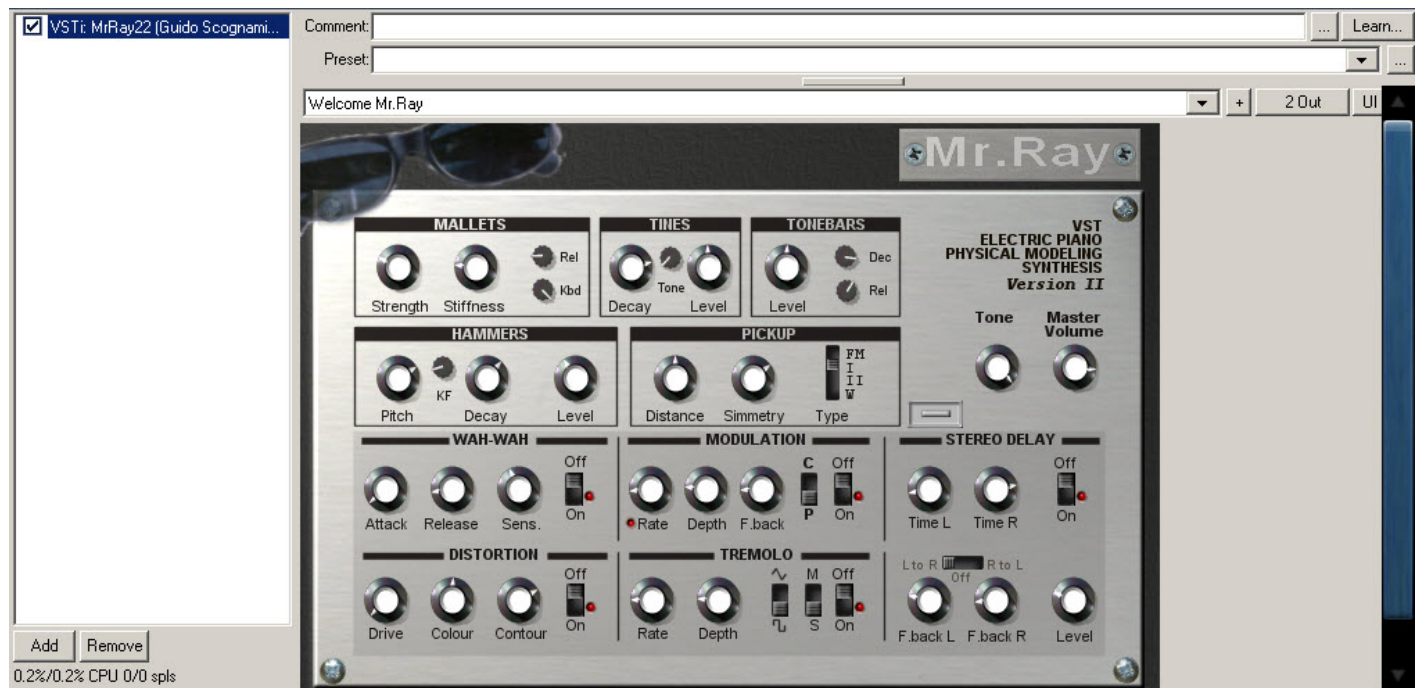 VSTi: MrRay22 (Guido Scognami...
Comment:
...
Learn...
Preset:
...
Welcome Mr.Ray
+
2 Out
UI
Mr.Ray
MALLETS
Strength
Stiffness
Rel
Kbd
TINES
Decay
Tone
Level
TONEBARS
Level
Dec
Rel
VST
ELECTRIC PIANO
PHYSICAL MODELING
SYNTHESIS
Version II
HAMMERS
Pitch
KF
Decay
Level
PICKUP
Distance
Simmetry
Type
FM
I
II
W
Tone
Master
Volume
WAH-WAH
Attack
Release
Sens.
Off
On
MODULATION
Rate
Depth
F.back
C
P
Off
On
STEREO DELAY
Time L
Time R
Off
On
DISTORTION
Drive
Colour
Contour
Off
On
TREMOLO
Rate
Depth
M
S
Off
On
L to R
Off
R to L
F.back L
F.back R
Level
Add
Remove
0.2%/0.2% CPU 0/0 spls